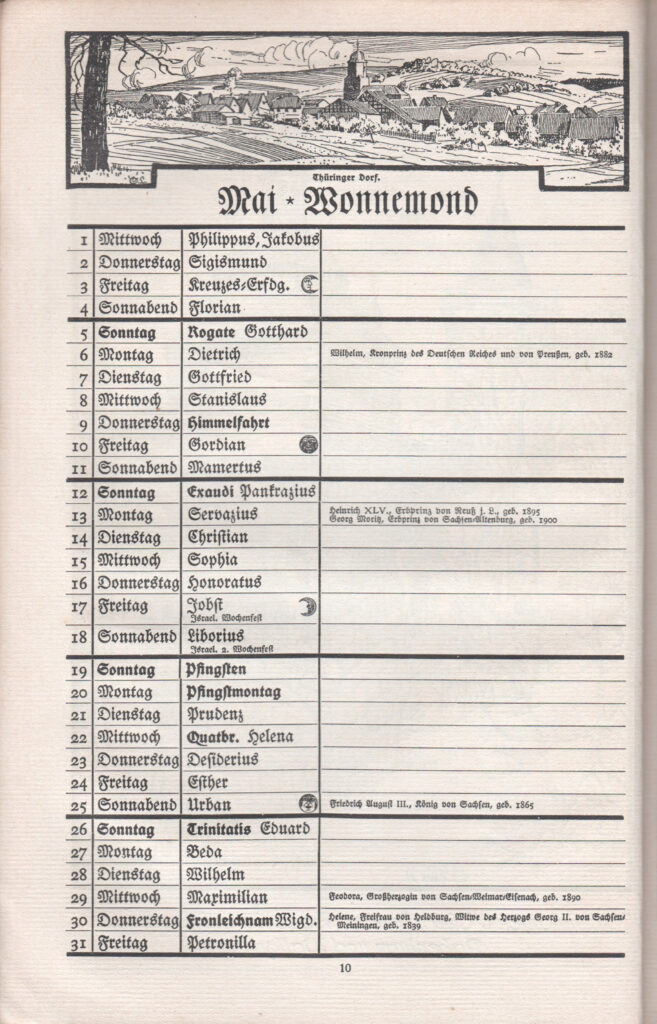 Thüringer Dorf.
Mai * Wonnemond
1 Mittwoch Philippus, Jakobus
2 Donnerstag Sigismund
3 Freitag Kreuzes-Erfdg.
4 Sonnabend Florian
5 Sonntag Rogate Gotthard
6 Montag Dietrich Wilhelm, Kronprinz des Deutschen Reiches und von Preußen, geb. 1882
7 Dienstag Gottfried
8 Mittwoch Stanislaus
9 Donnerstag Himmelfahrt
10 Freitag Gordian
11 Sonnabend Mamertus
12 Sonntag Exaudi Pankrazius
13 Montag Servazius Heinrich XLV., Erbprinz von Reuß j. L., geb. 1895
Georg Moritz, Erbprinz von Sachsen-Altenburg, geb. 1900
14 Dienstag Christian
15 Mittwoch Sophia
16 Donnerstag Honoratus
17 Freitag Jobst
Israel. Wochenfest
18 Sonnabend Liborius
Israel. 2. Wochenfest
19 Sonntag Pfingsten
20 Montag Pfingstmontag
21 Dienstag Prudenz
22 Mittwoch Quatbr. Helena
23 Donnerstag Desiderius
24 Freitag Esther
25 Sonnabend Urban Friedrich August III., König von Sachsen, geb. 1865
26 Sonntag Trinitatis Eduard
27 Montag Beda
28 Dienstag Wilhelm
29 Mittwoch Maximilian Feodora, Großherzogin von Sachsen-Weimar-Eisenach, geb. 1890
30 Donnerstag Fronleichnam Wigd. Helene, Freifrau von Heldburg, Witwe des Herzogs Georg II. von Sachsen-
Meiningen, geb. 1839
31 Freitag Petronilla
10